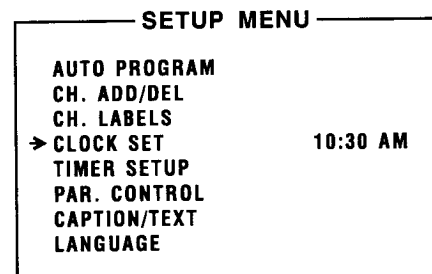 SETUP MENU
AUTO PROGRAM
CH. ADD/DEL
CH. LABELS
→ CLOCK SET 10:30 AM
TIMER SETUP
PAR. CONTROL
CAPTION/TEXT
LANGUAGE